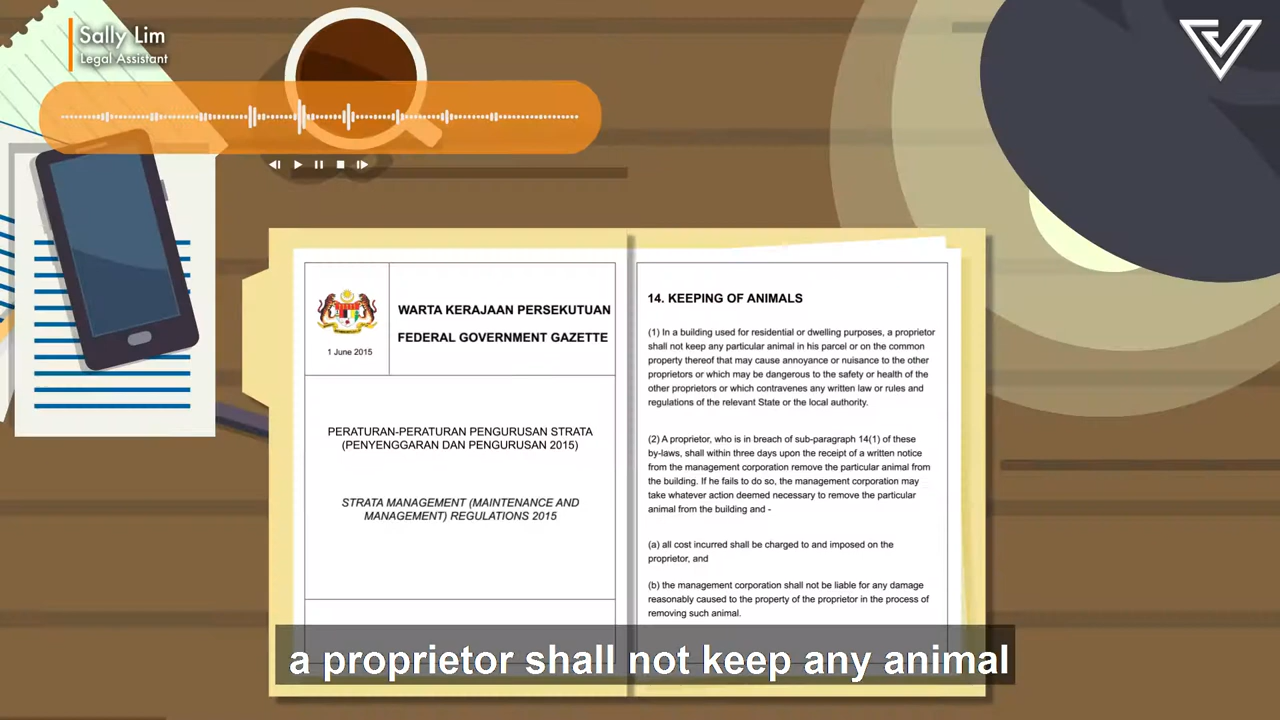 Sally Lim
Legal Assistant
1 June 2015
WARTA KERAJAAN PERSEKUTUAN
FEDERAL GOVERNMENT GAZETTE
PERATURAN-PERATURAN PENGURUSAN STRATA
(PENYENGGARAN DAN PENGURUSAN 2015)
STRATA MANAGEMENT (MAINTENANCE AND
MANAGEMENT) REGULATIONS 2015
14. KEEPING OF ANIMALS
(1) In a building used for residential or dwelling purposes, a proprietor
shall not keep any particular animal in his parcel or on the common
property thereof that may cause annoyance or nuisance to the other
proprietors or which may be dangerous to the safety or health of the
other proprietors or which contravenes any written law or rules and
regulations of the relevant State or the local authority.
(2) A proprietor, who is in breach of sub-paragraph 14(1) of these
by-laws, shall within three days upon the receipt of a written notice
from the management corporation remove the particular animal from
the building. If he fails to do so, the management corporation may
take whatever action deemed necessary to remove the particular
animal from the building and -
(a) all cost incurred shall be charged to and imposed on the
proprietor, and
(b) the management corporation shall not be liable for any damage
reasonably caused to the property of the proprietor in the process of
removing such animal.
a proprietor shall not keep any animal